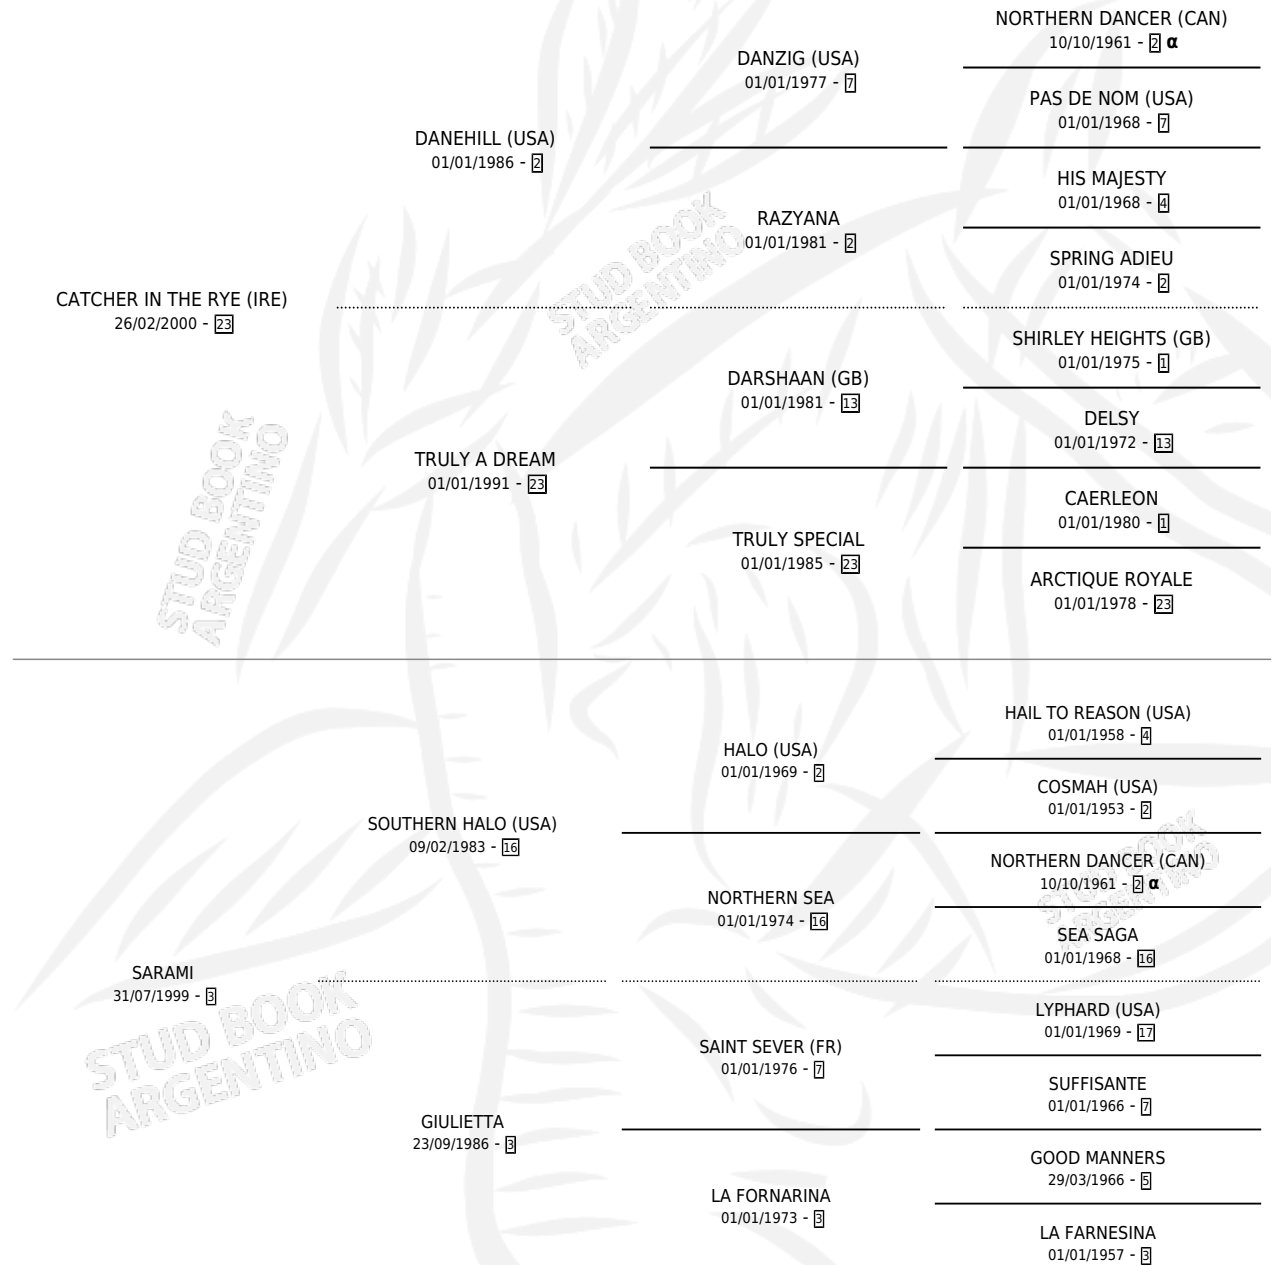 NORTHERN DANCER (CAN)
10/10/1961 - 2 α
DANZIG (USA)
01/01/1977 - 7
PAS DE NOM (USA)
01/01/1968 - 7
DANEHILL (USA)
01/01/1986 - 2
HIS MAJESTY
01/01/1968 - 4
RAZYANA
01/01/1981 - 2
SPRING ADIEU
01/01/1974 - 2
CATCHER IN THE RYE (IRE)
26/02/2000 - 23
SHIRLEY HEIGHTS (GB)
01/01/1975 - 1
DARSHAAN (GB)
01/01/1981 - 13
DELSY
01/01/1972 - 13
TRULY A DREAM
01/01/1991 - 23
CAERLEON
01/01/1980 - 1
TRULY SPECIAL
01/01/1985 - 23
ARCTIQUE ROYALE
01/01/1978 - 23
HAIL TO REASON (USA)
01/01/1958 - 4
HALO (USA)
01/01/1969 - 2
COSMAH (USA)
01/01/1953 - 2
SOUTHERN HALO (USA)
09/02/1983 - 16
NORTHERN DANCER (CAN)
10/10/1961 - 2 α
NORTHERN SEA
01/01/1974 - 16
SEA SAGA
01/01/1968 - 16
SARAMI
31/07/1999 - 3
LYPHARD (USA)
01/01/1969 - 17
SAINT SEVER (FR)
01/01/1976 - 7
SUFFISANTE
01/01/1966 - 7
GIULIETTA
23/09/1986 - 3
GOOD MANNERS
29/03/1966 - 5
LA FORNARINA
01/01/1973 - 3
LA FARNESINA
01/01/1957 - 3
STUD BOOK
ARGENTINO
STUD BOOK
ARGENTINO
STUD BOOK
ARGENTINO
STUD BOOK
ARGENTINO